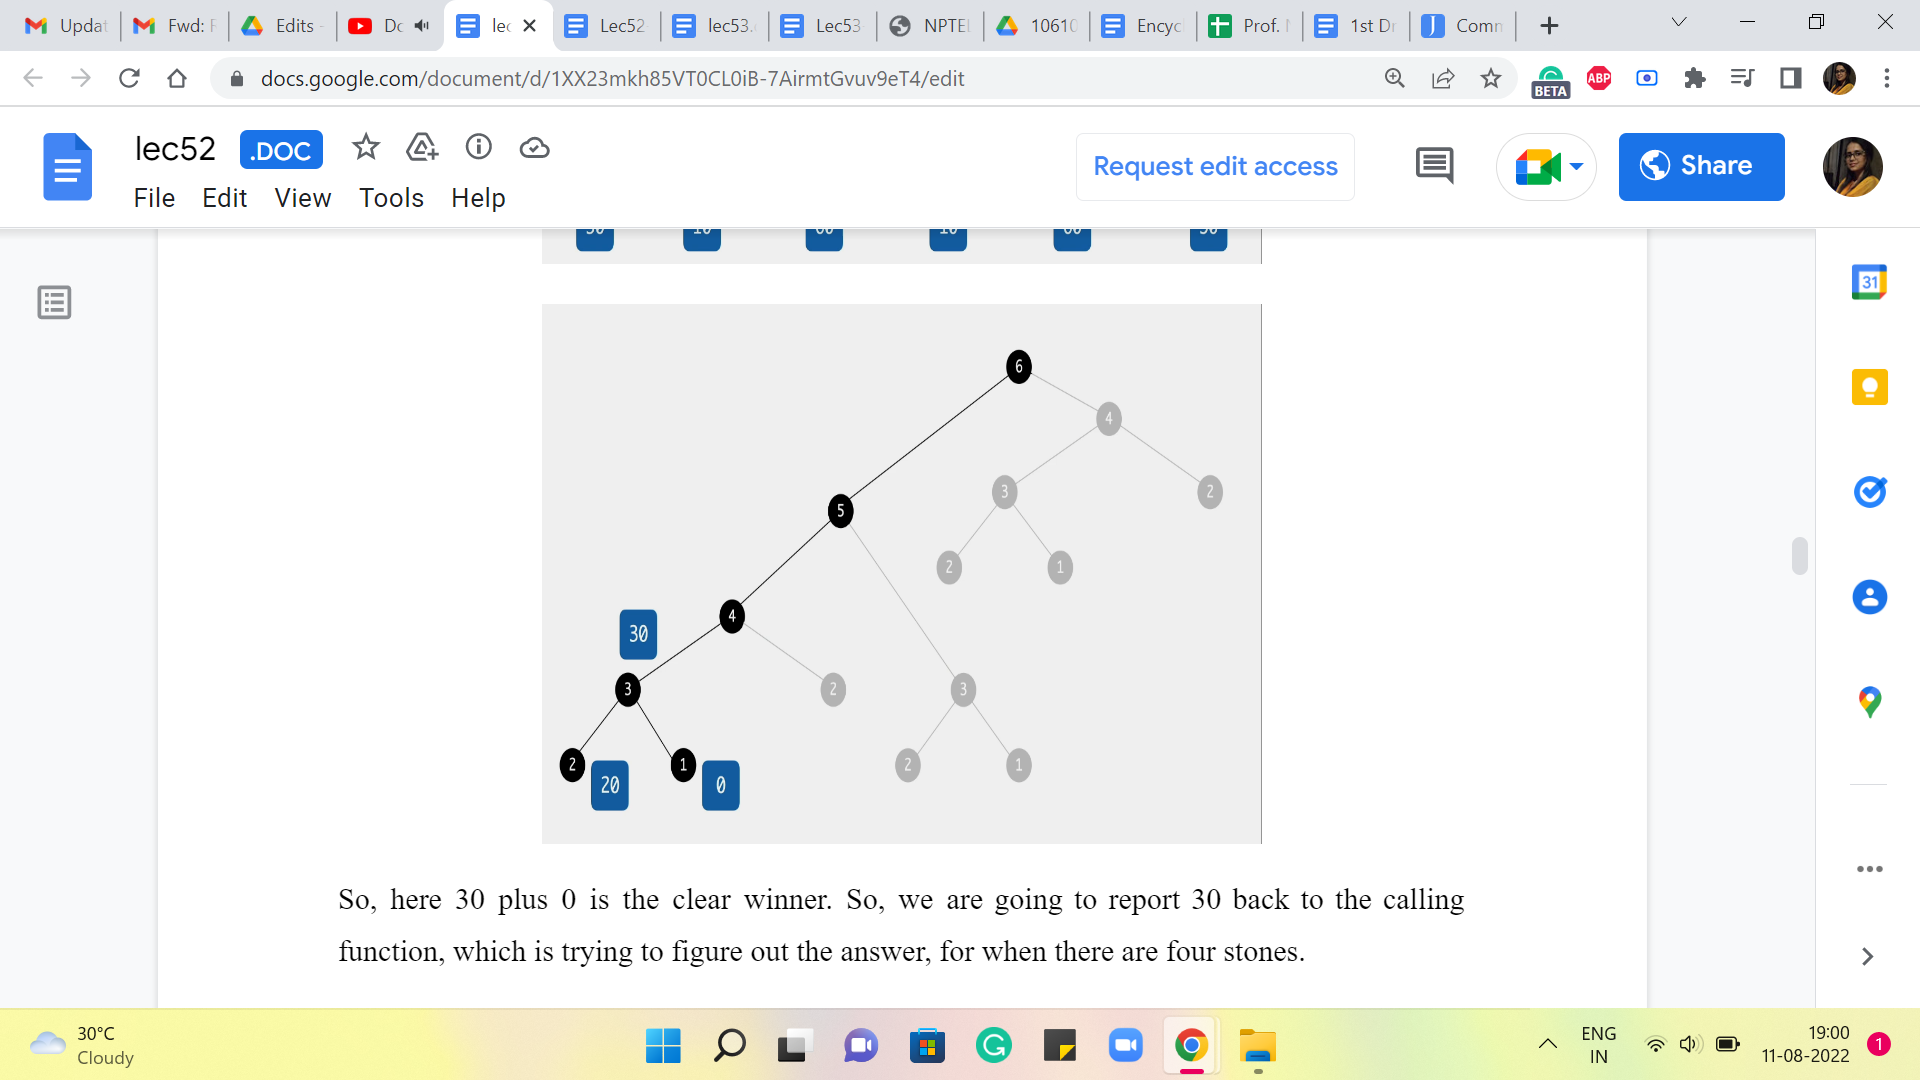 Updat
Fwd: F
Edits -
Dc
lec
Lec52
lec53.
Lec53
NPTEL
10610
Encyc
Prof.
1st Dr
Comm
docs.google.com/document/d/1XX23mkh85VT0CL0iB-7AirmtGvuv9eT4/edit
BETA
ABP
lec52 .DOC
Request edit access
Share
File Edit View Tools Help
31
6
4
3 2
5
2 1
4
30
3 2 3
2 1 2 1
20 0
So, here 30 plus 0 is the clear winner. So, we are going to report 30 back to the calling
function, which is trying to figure out the answer, for when there are four stones.
30°C
Cloudy
ENG
IN
19:00
11-08-2022
1